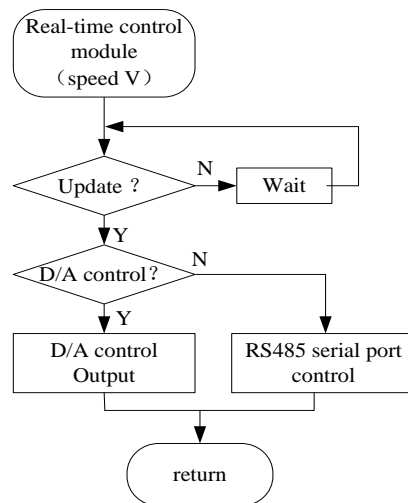 Real-time control
module
（speed V）
Update ?
N
Wait
Y
D/A control?
N
Y
D/A control
Output
RS485 serial port
control
return